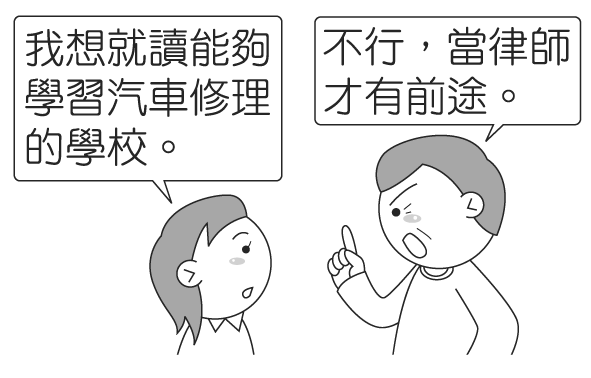 我想就讀能夠
學習汽車修理
的學校。
不行，當律師
才有前途。